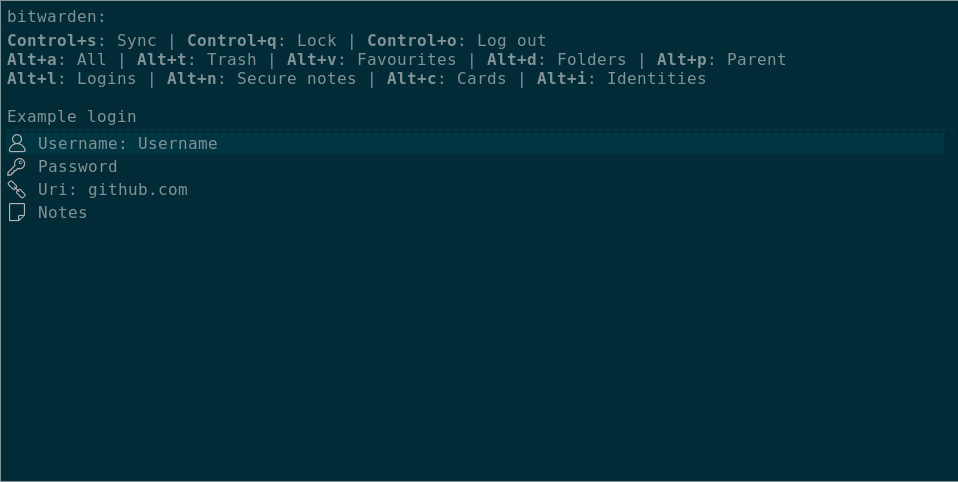 bitwarden:
Control+s: Sync | Control+q: Lock | Control+o: Log out
Alt+a: All | Alt+t: Trash | Alt+v: Favourites | Alt+d: Folders | Alt+p: Parent
Alt+l: Logins | Alt+n: Secure notes | Alt+c: Cards | Alt+i: Identities
Example login
Username: Username
Password
Uri: github.com
Notes